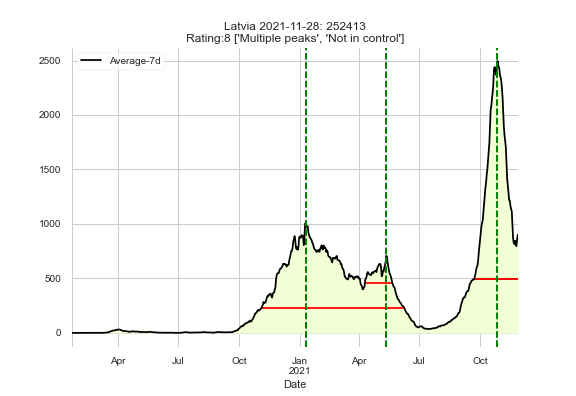 Latvia 2021-11-28: 252413
Rating:8 ['Multiple peaks', 'Not in control']
Average-7d
2500
2000
1500
1000
500
0
Apr Jul Oct Jan Apr Jul Oct
2021
Date